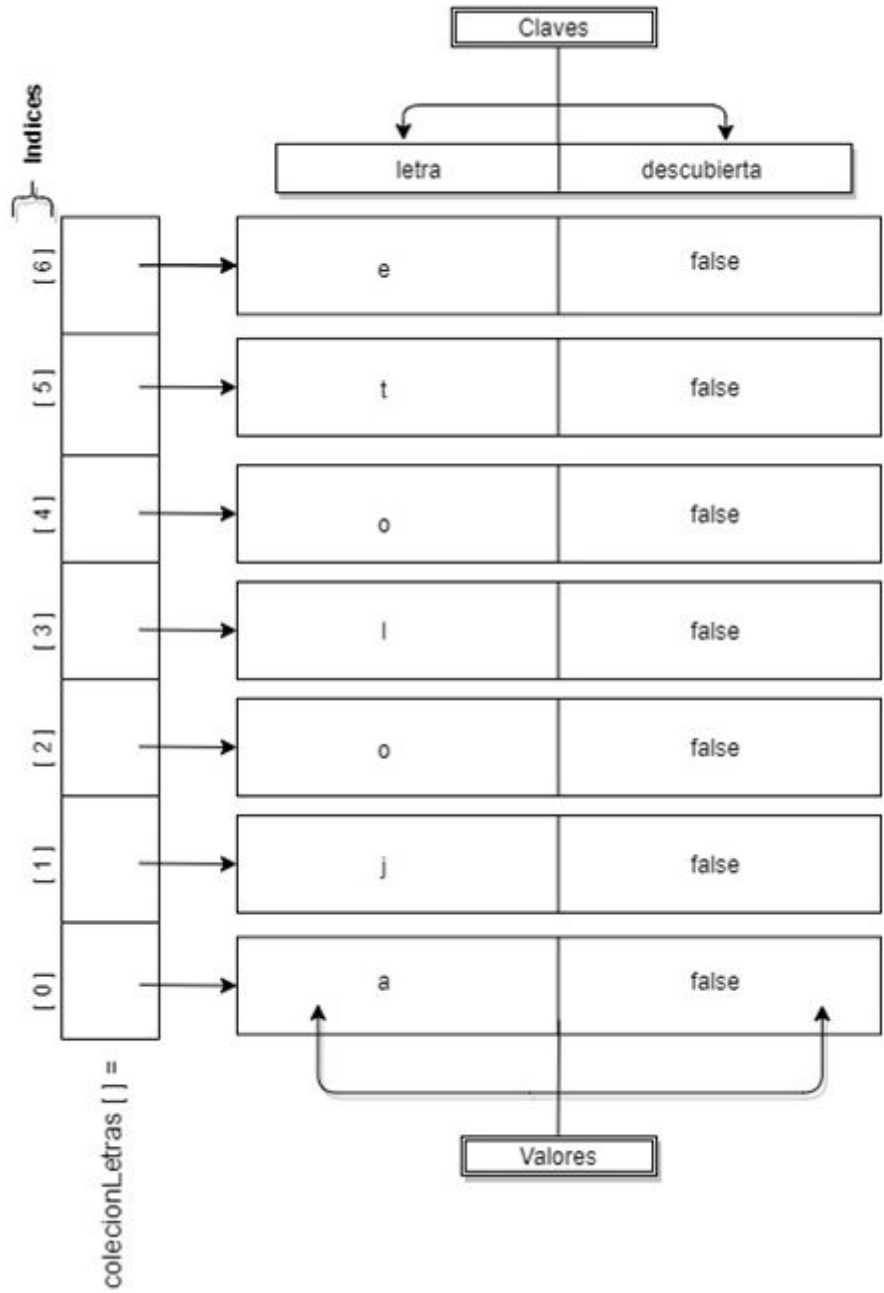 Claves
Indices
letra descubierta
[6] e false
[5] t false
[4] o false
[3] l false
[2] o false
[1] j false
[0] a false
colecionLetras [ ] =
Valores